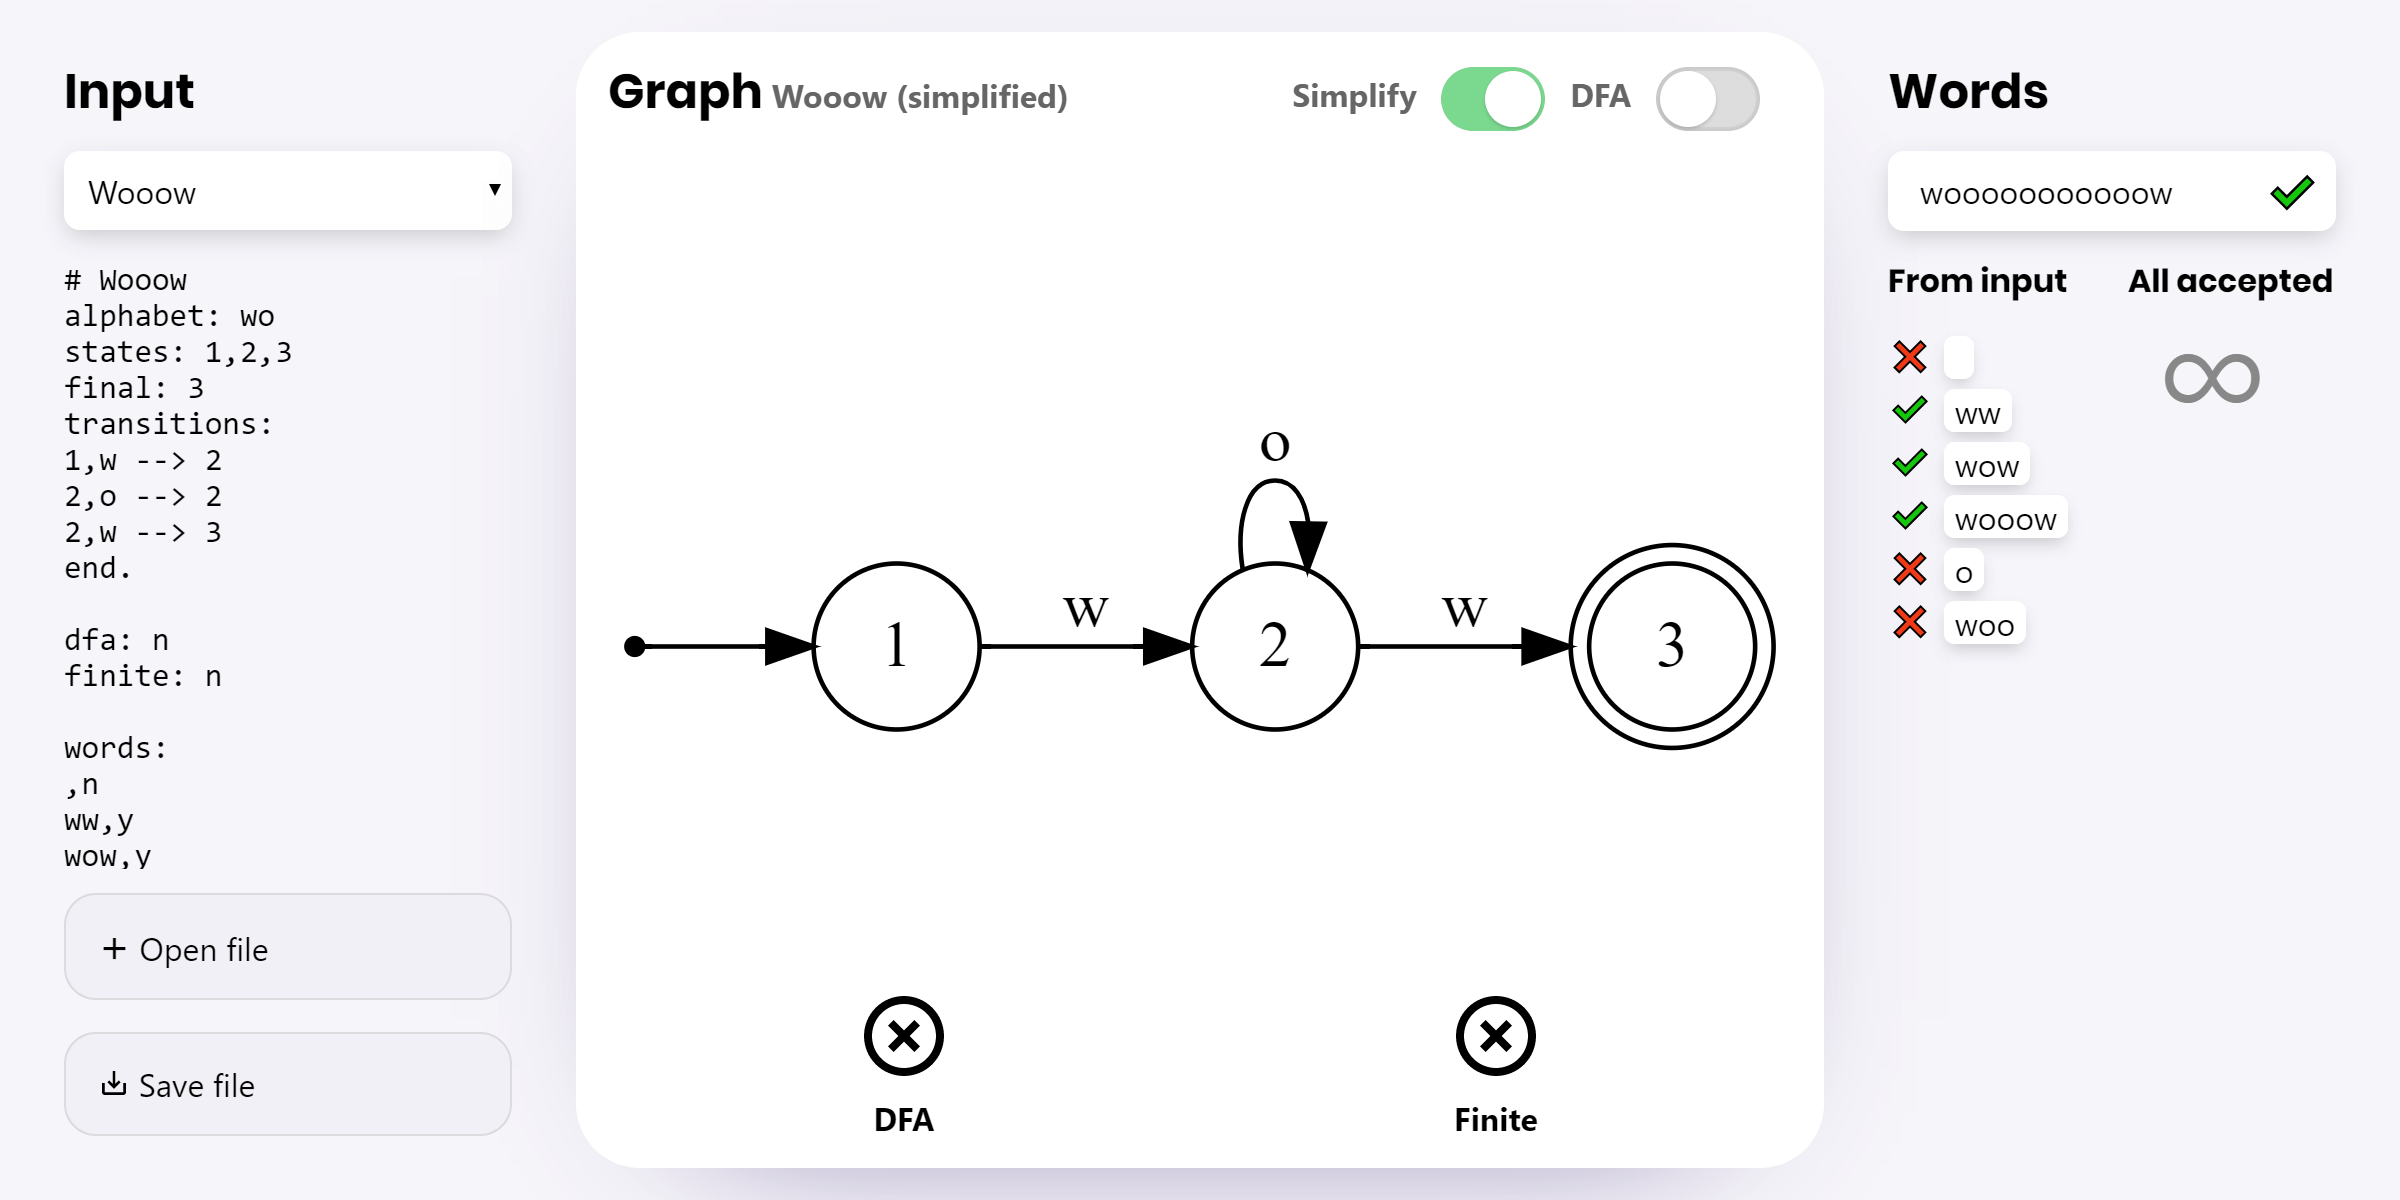 Input
Wooow
# Wooow
alphabet: wo
states: 1,2,3
final: 3
transitions:
1,w --> 2
2,o --> 2
2,w --> 3
end.
dfa: n
finite: n
words:
,n
ww,y
wow,y
+ Open file
Save file
Graph Wooow (simplified)
Simplify
DFA
o
w
w
1
2
3
DFA
Finite
Words
wooooooooooow
From input
All accepted
∞
ww
wow
wooow
o
woo